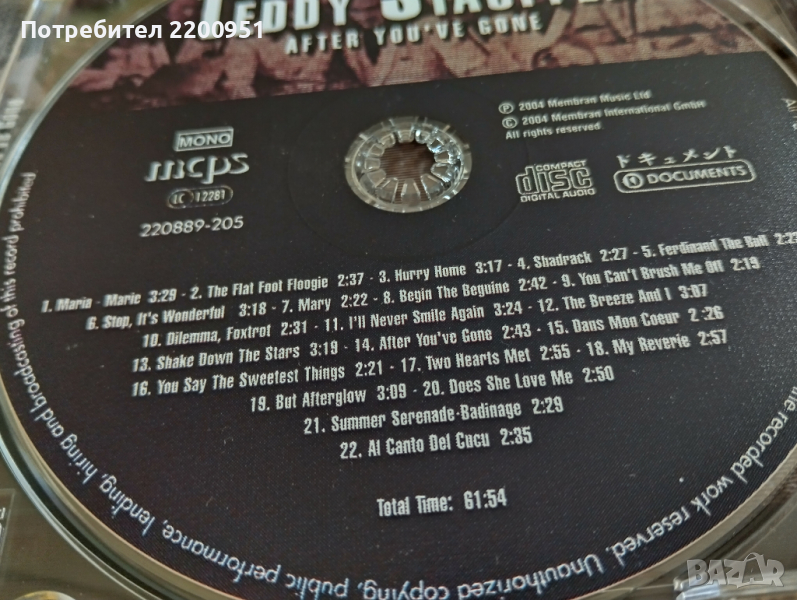 Потребител 2200951
TEDDY
AFTER YOU'VE GONE
℗ 2004 Membran Music Ltd.
© 2004 Membran International GmbH
All rights reserved.
MONO
mcps
LC 12281
220889-205
COMPACT
disc
DIGITAL AUDIO
ドキュメント
DOCUMENTS
1. Maria - Marie 3:29 - 2. The Flat Foot Floogie 2:37 - 3. Hurry Home 3:17 - 4. Shadrack 2:27 - 5. Ferdinand The Bull
6. Stop, It's Wonderful 3:18 - 7. Mary 2:22 - 8. Begin The Beguine 2:42 - 9. You Can't Brush Me Off 2:19
10. Dilemma, Foxtrot 2:31 - 11. I'll Never Smile Again 3:24 - 12. The Breeze And I 3:07
13. Shake Down The Stars 3:19 - 14. After You've Gone 2:43 - 15. Dans Mon Coeur 2:26
16. You Say The Sweetest Things 2:21 - 17. Two Hearts Met 2:55 - 18. My Reverie 2:57
19. But Afterglow 3:09 - 20. Does She Love Me 2:50
21. Summer Serenade-Badinage 2:29
22. Al Canto Del Cucu 2:35
Total Time: 61:54
the recorded work reserved. Unauthorized copying, public performance, lending, hiring and broadcasting of this record prohibited
BAZAR